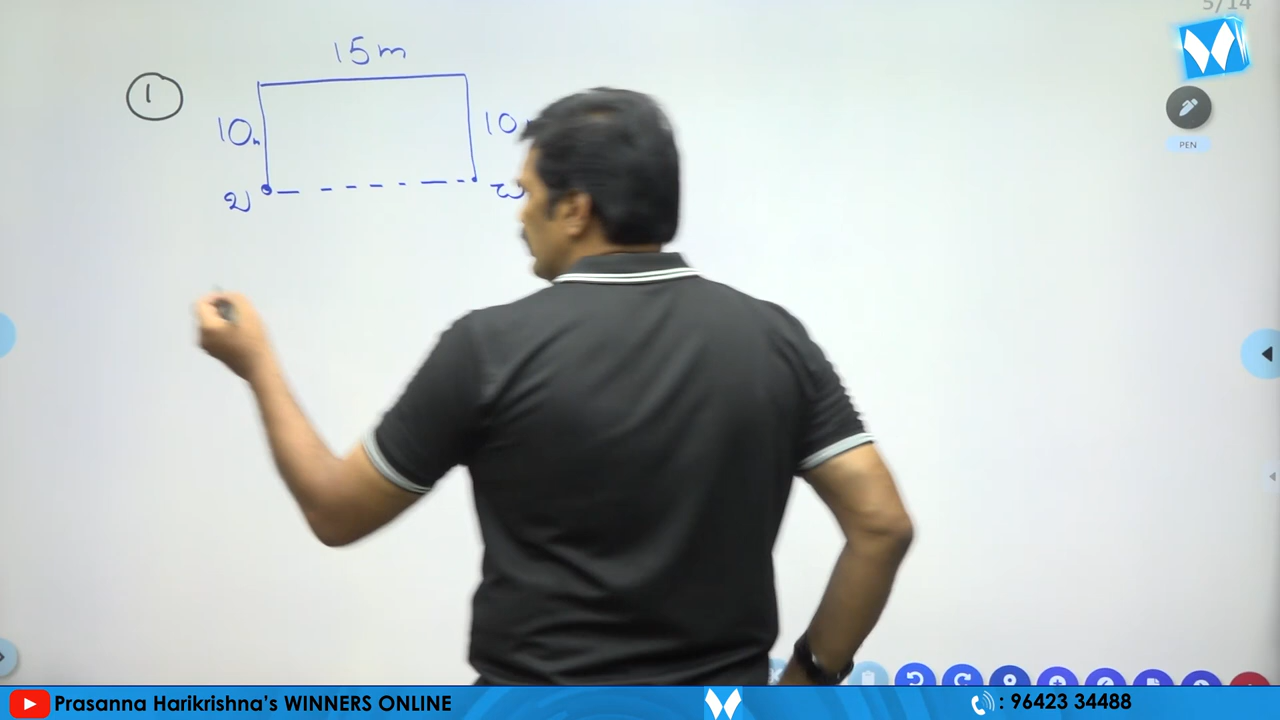 5/14
15m
1
10m
10
PEN
Prasanna Harikrishna's WINNERS ONLINE
: 96423 34488